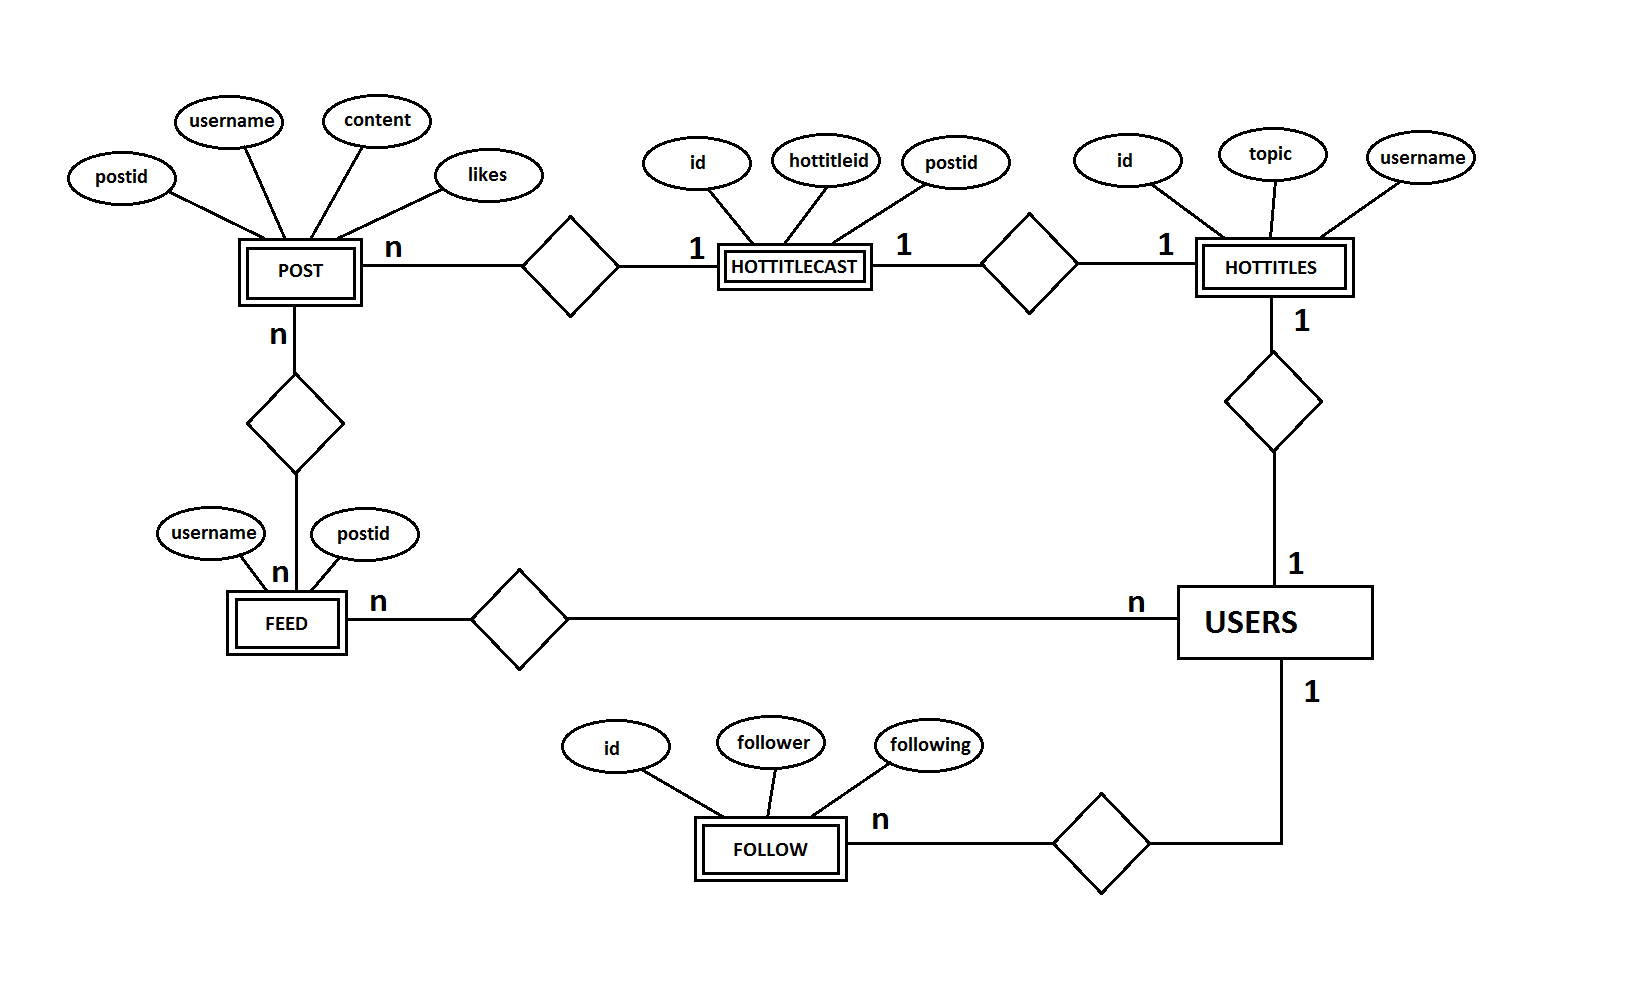 username
content
postid
likes
id
hottitleid
postid
id
topic
username
POST
n
1
HOTTITLECAST
1
1
HOTTITLES
n
1
username
postid
n
1
FEED
n
n
USERS
1
id
follower
following
n
FOLLOW